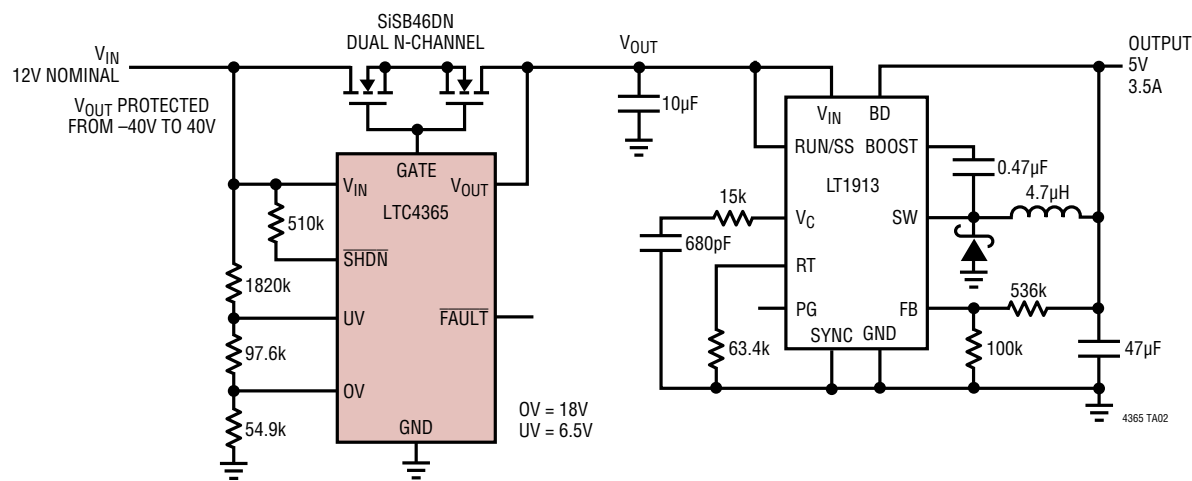 SiSB46DN
DUAL N-CHANNEL
VIN
12V NOMINAL
VOUT PROTECTED
FROM –40V TO 40V
VOUT
OUTPUT
5V
3.5A
10µF
GATE
VIN
VOUT
LTC4365
510k
SHDN
1820k
UV
FAULT
97.6k
OV
54.9k
GND
OV = 18V
UV = 6.5V
VIN
BD
RUN/SS
BOOST
LT1913
0.47µF
4.7µH
15k
VC
SW
680pF
RT
536k
PG
FB
SYNC
GND
63.4k
100k
47µF
4365 TA02